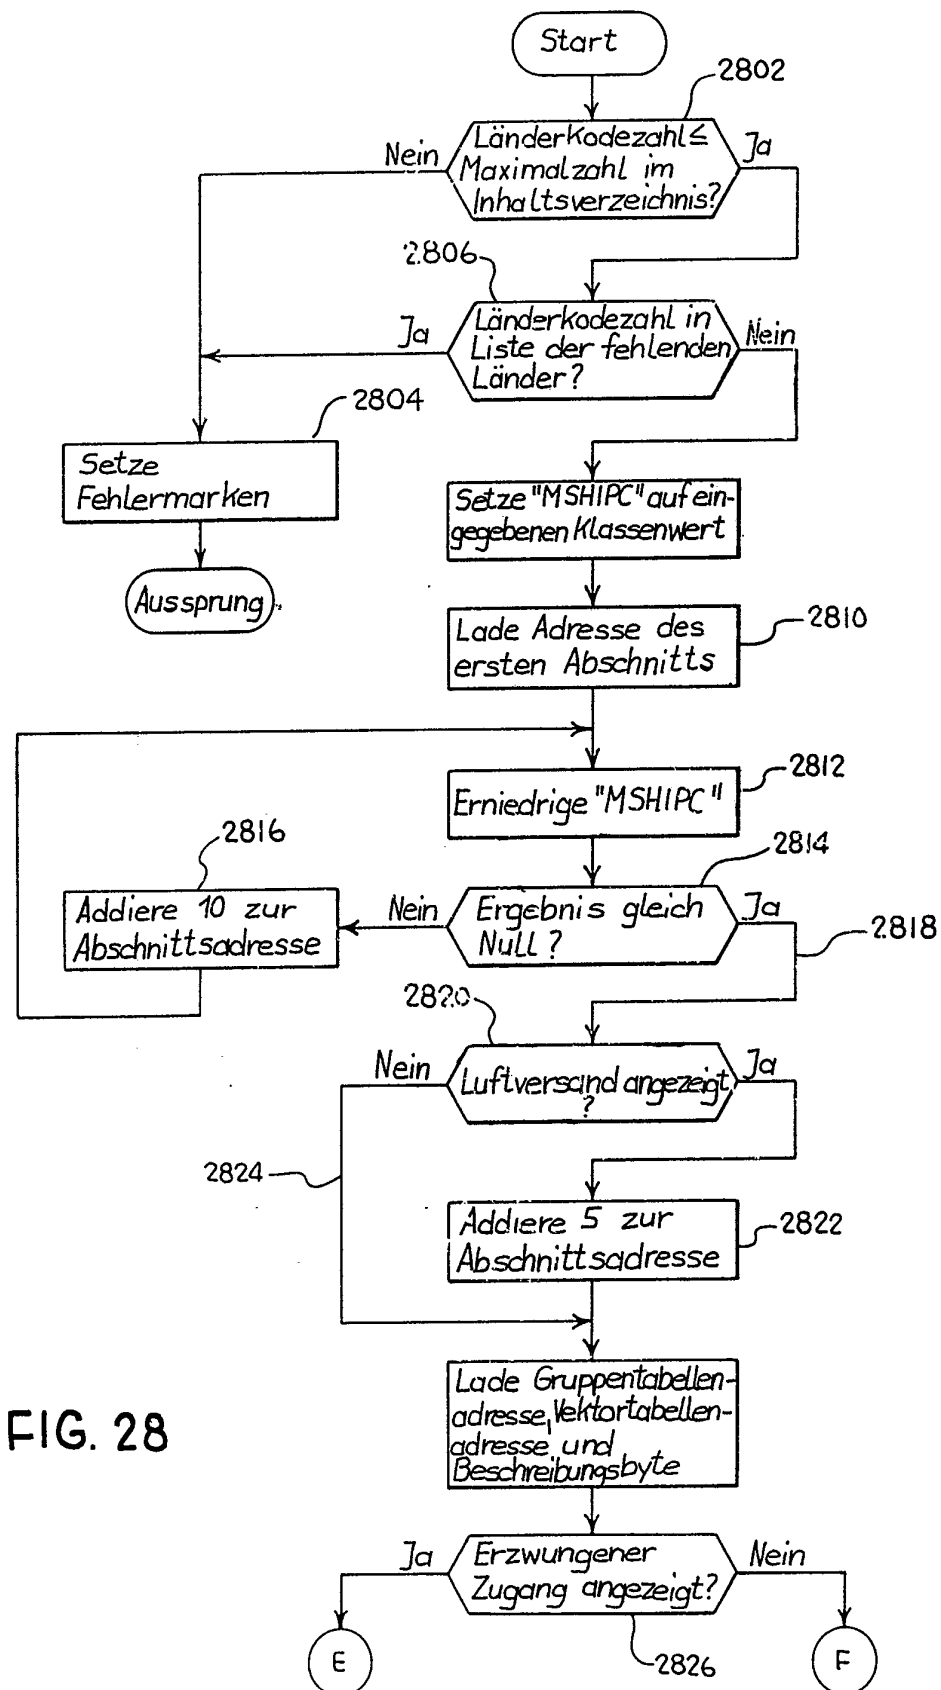 Start
2802
Länderkodezahl ≤
Maximalzahl im
Inhaltsverzeichnis?
Nein
Ja
2806
Länderkodezahl in
Liste der fehlenden
Länder?
Ja
Nein
2804
Setze
Fehlermarken
Aussprung
Setze "MSHIPC" auf ein-
gegebenen Klassenwert
Lade Adresse des
ersten Abschnitts
2810
Erniedrige "MSHIPC"
2812
2816
Addiere 10 zur
Abschnittsadresse
Nein
Ergebnis gleich
Null?
Ja
2814
2818
2820
Nein
Luftversand angezeigt
?
Ja
2824
Addiere 5 zur
Abschnittsadresse
2822
Lade Gruppentabellen-
adresse, Vektortabellen-
adresse und
Beschreibungsbyte
FIG. 28
Ja
Erzwungener
Zugang angezeigt?
Nein
2826
E
F